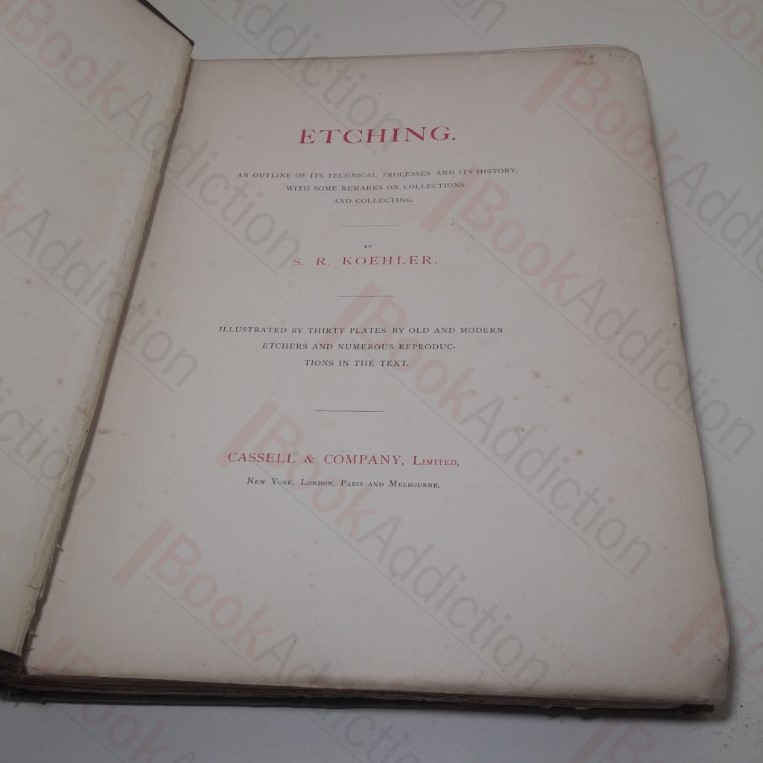 ETCHING.
AN OUTLINE OF ITS TECHNICAL PROCESSES AND ITS HISTORY,
WITH SOME REMARKS ON COLLECTIONS
AND COLLECTING.
BY
S. R. KOEHLER.
ILLUSTRATED BY THIRTY PLATES BY OLD AND MODERN
ETCHERS AND NUMEROUS REPRODUC-
TIONS IN THE TEXT.
CASSELL & COMPANY, LIMITED,
NEW YORK, LONDON, PARIS AND MELBOURNE.
BookAddiction